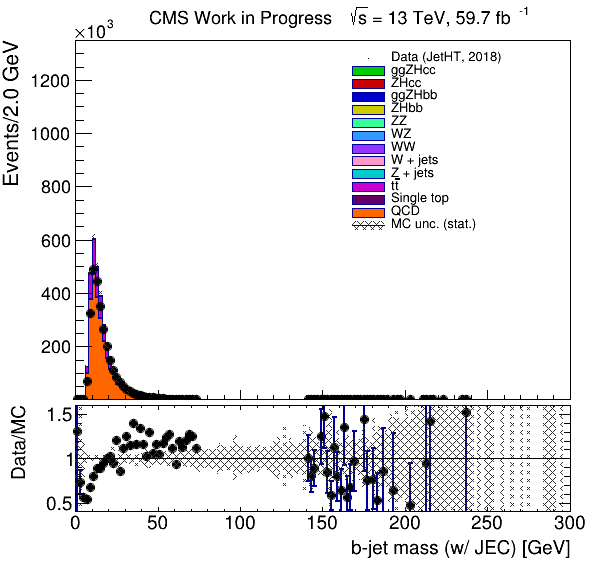 CMS Work in Progress √s = 13 TeV, 59.7 fb⁻¹
×10³
Events/2.0 GeV
1200
1000
800
600
400
200
Data (JetHT, 2018)
ggZHcc
ZHcc
ggZHbb
ZHbb
ZZ
WZ
WW
W + jets
Z + jets
tt̅
Single top
QCD
MC unc. (stat.)
Data/MC
1.5
1
0.5
0 50 100 150 200 250 300
b-jet mass (w/ JEC) [GeV]